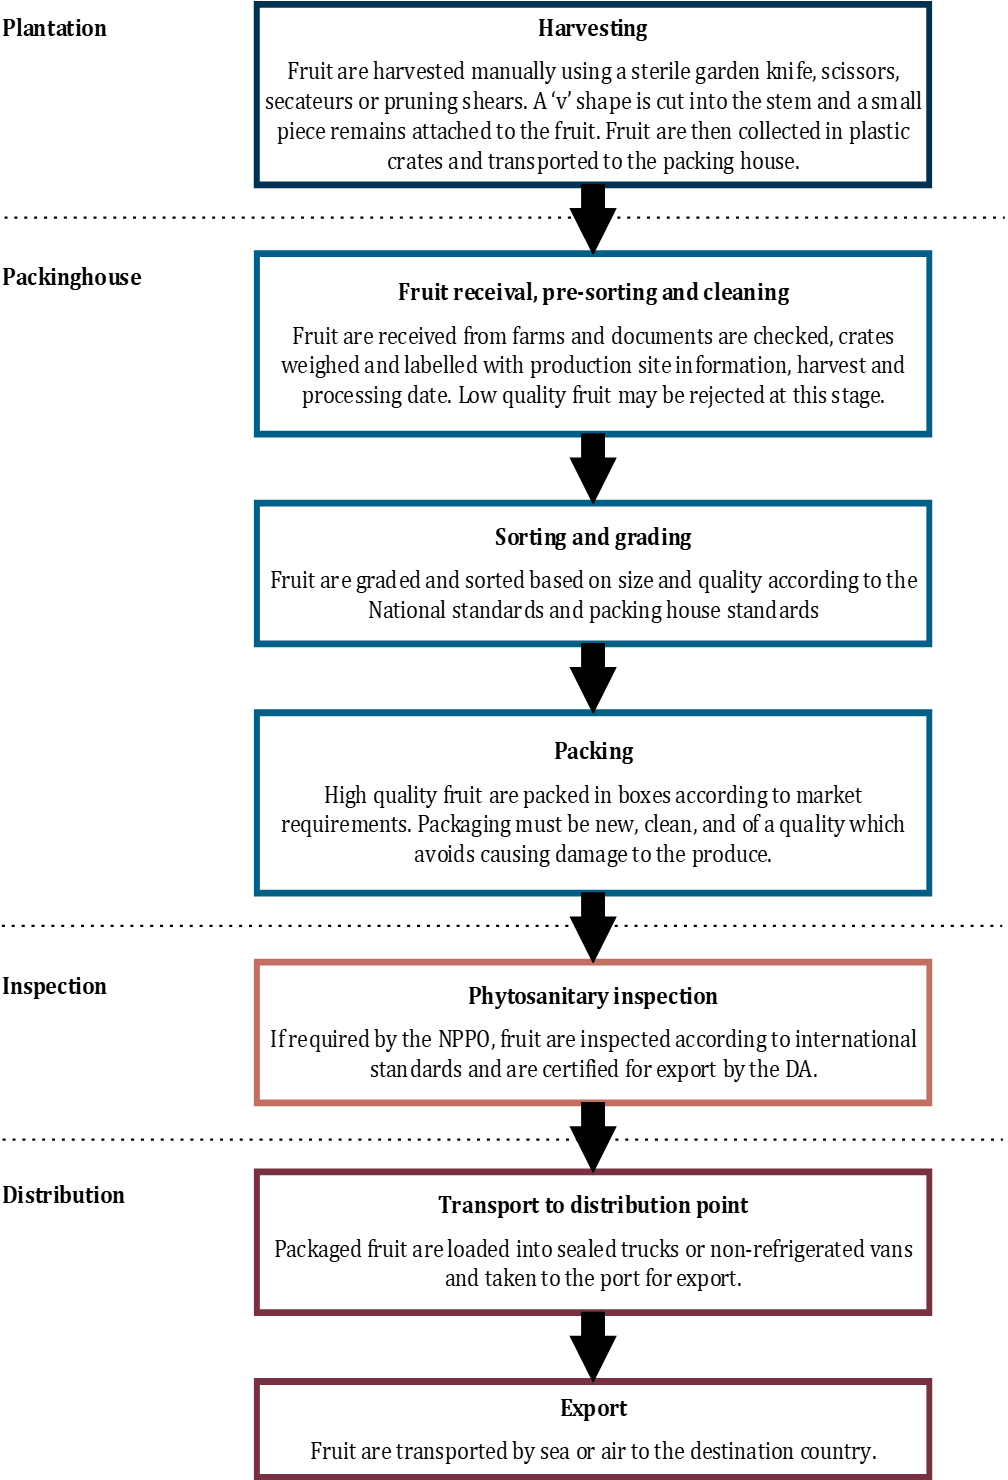 Plantation
Harvesting
Fruit are harvested manually using a sterile garden knife, scissors,
secateurs or pruning shears. A ‘v’ shape is cut into the stem and a small
piece remains attached to the fruit. Fruit are then collected in plastic
crates and transported to the packing house.
Packinghouse
Fruit receival, pre-sorting and cleaning
Fruit are received from farms and documents are checked, crates
weighed and labelled with production site information, harvest and
processing date. Low quality fruit may be rejected at this stage.
Sorting and grading
Fruit are graded and sorted based on size and quality according to the
National standards and packing house standards
Packing
High quality fruit are packed in boxes according to market
requirements. Packaging must be new, clean, and of a quality which
avoids causing damage to the produce.
Inspection
Phytosanitary inspection
If required by the NPPO, fruit are inspected according to international
standards and are certified for export by the DA.
Distribution
Transport to distribution point
Packaged fruit are loaded into sealed trucks or non-refrigerated vans
and taken to the port for export.
Export
Fruit are transported by sea or air to the destination country.